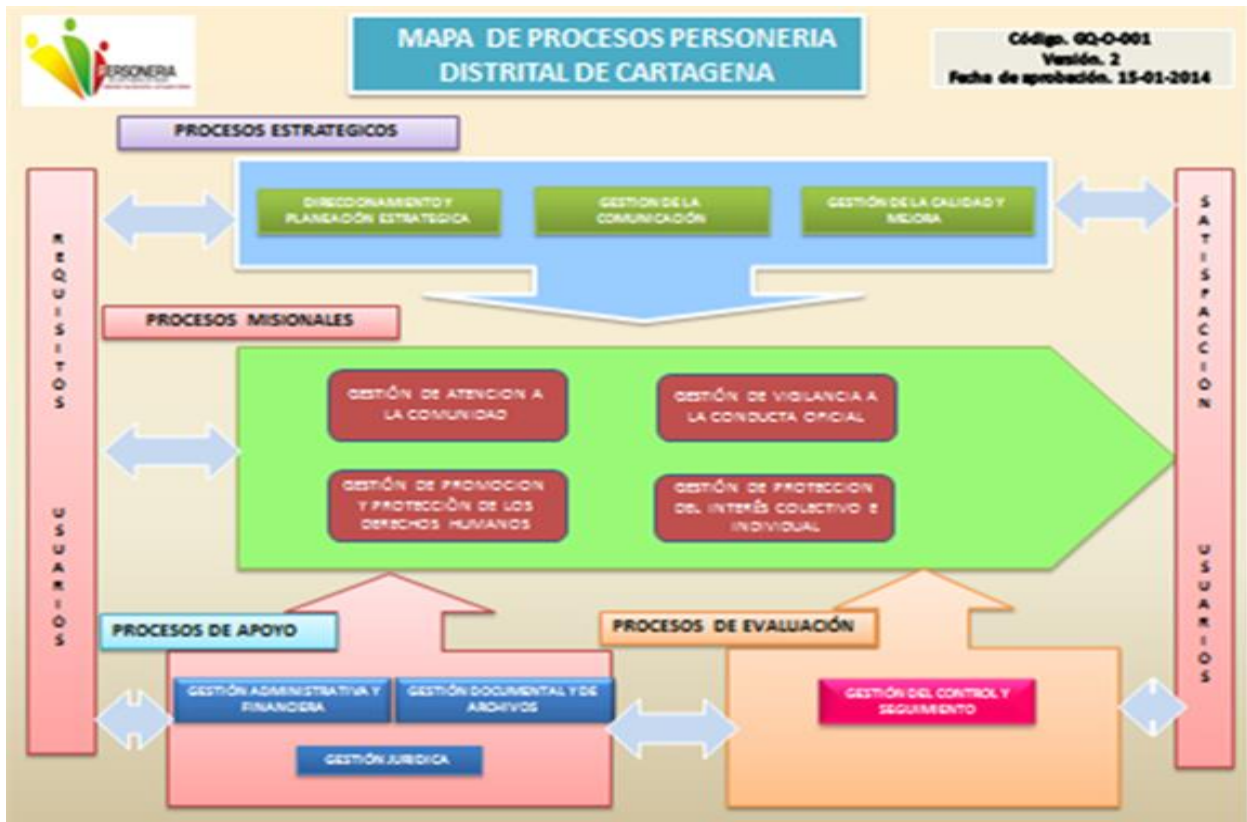 PERSONERIA
MAPA DE PROCESOS PERSONERIA
DISTRITAL DE CARTAGENA
Código. GQ-O-001
Versión. 2
Fecha de aprobación. 15-01-2014
PROCESOS ESTRATEGICOS
DIRECCIONAMIENTO Y
PLANEACIÓN ESTRATEGICA
GESTION DE LA
COMUNICACIÓN
GESTIÓN DE LA CALIDAD Y
MEJORA
REQUISITOS USUARIOS
SATISFACCION USUARIOS
PROCESOS MISIONALES
GESTIÓN DE ATENCION A
LA COMUNIDAD
GESTIÓN DE VIGILANCIA A
LA CONDUCTA OFICIAL
GESTIÓN DE PROMOCION
Y PROTECCIÒN DE LOS
DERECHOS HUMANOS
GESTIÓN DE PROTECCION
DEL INTERÉS COLECTIVO E
INDIVIDUAL
PROCESOS DE APOYO
PROCESOS DE EVALUACIÓN
GESTIÓN ADMINISTRATIVA Y
FINANCIERA
GESTIÓN DOCUMENTAL Y DE
ARCHIVOS
GESTIÓN JURIDICA
GESTIÓN DEL CONTROL Y
SEGUIMIENTO